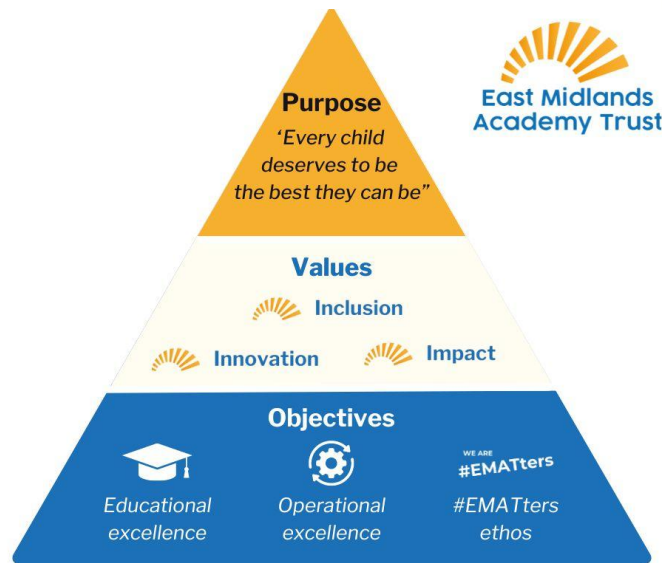 East Midlands
Academy Trust
Purpose
‘Every child
deserves to be
the best they can be”
Values
Inclusion
Innovation
Impact
Objectives
Educational
excellence
Operational
excellence
WE ARE
#EMATters
#EMATters
ethos